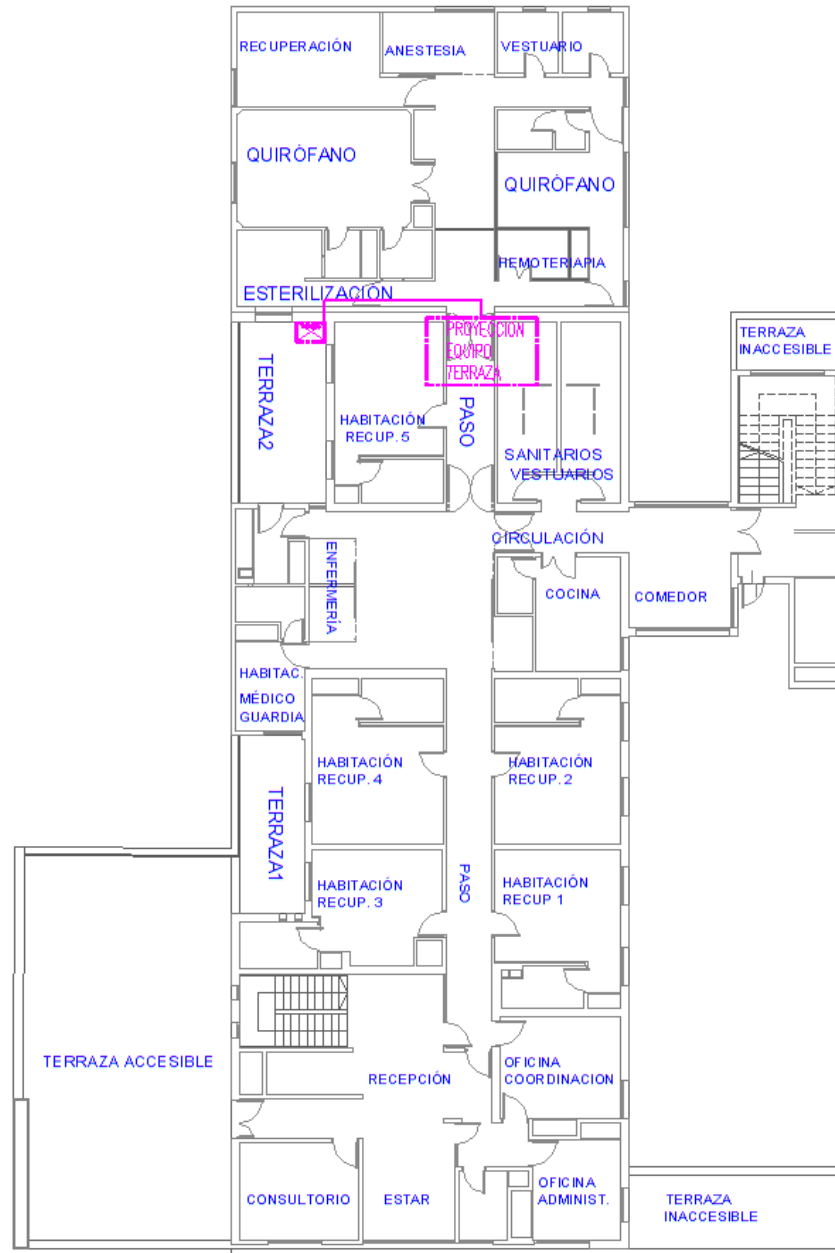 RECUPERACIÓN
ANESTESIA
VESTUARIO
QUIRÓFANO
QUIRÓFANO
HEMOTERIAPIA
ESTERILIZACIÓN
PROYECCION
EQUIPO
TERRAZA
TERRAZA
INACCESIBLE
TERRAZA2
HABITACIÓN
RECUP. 5
PASO
SANITARIOS
VESTUARIOS
CIRCULACIÓN
ENFERMERÍA
COCINA
COMEDOR
HABITAC.
MÉDICO
GUARDIA
HABITACIÓN
RECUP. 4
HABITACIÓN
RECUP. 2
TERRAZA1
HABITACIÓN
RECUP. 3
PASO
HABITACIÓN
RECUP 1
TERRAZA ACCESIBLE
RECEPCIÓN
OFICINA
COORDINACION
CONSULTORIO
ESTAR
OFICINA
ADMINIST.
TERRAZA
INACCESIBLE